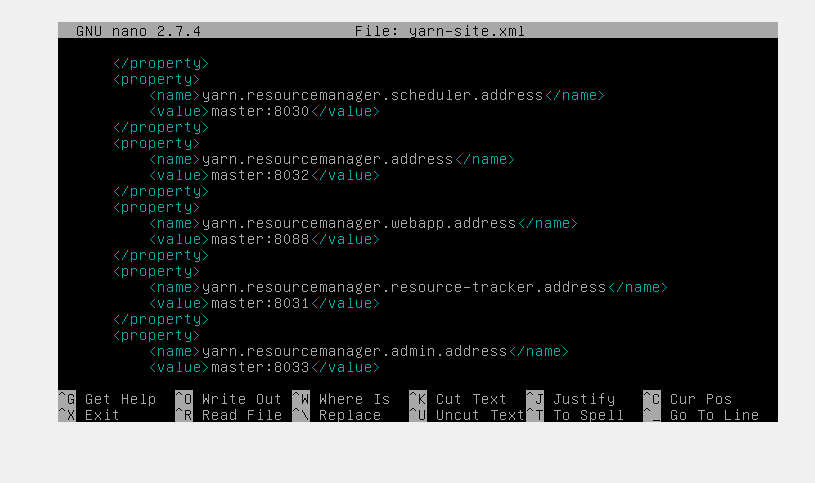 GNU nano 2.7.4 File: yarn-site.xml
</property>
<property>
<name>yarn.resourcemanager.scheduler.address</name>
<value>master:8030</value>
</property>
<property>
<name>yarn.resourcemanager.address</name>
<value>master:8032</value>
</property>
<property>
<name>yarn.resourcemanager.webapp.address</name>
<value>master:8088</value>
</property>
<property>
<name>yarn.resourcemanager.resource-tracker.address</name>
<value>master:8031</value>
</property>
<property>
<name>yarn.resourcemanager.admin.address</name>
<value>master:8033</value>
^G Get Help ^O Write Out ^W Where Is ^K Cut Text ^J Justify ^C Cur Pos
^X Exit ^R Read File ^\ Replace ^U Uncut Text ^T To Spell ^_ Go To Line